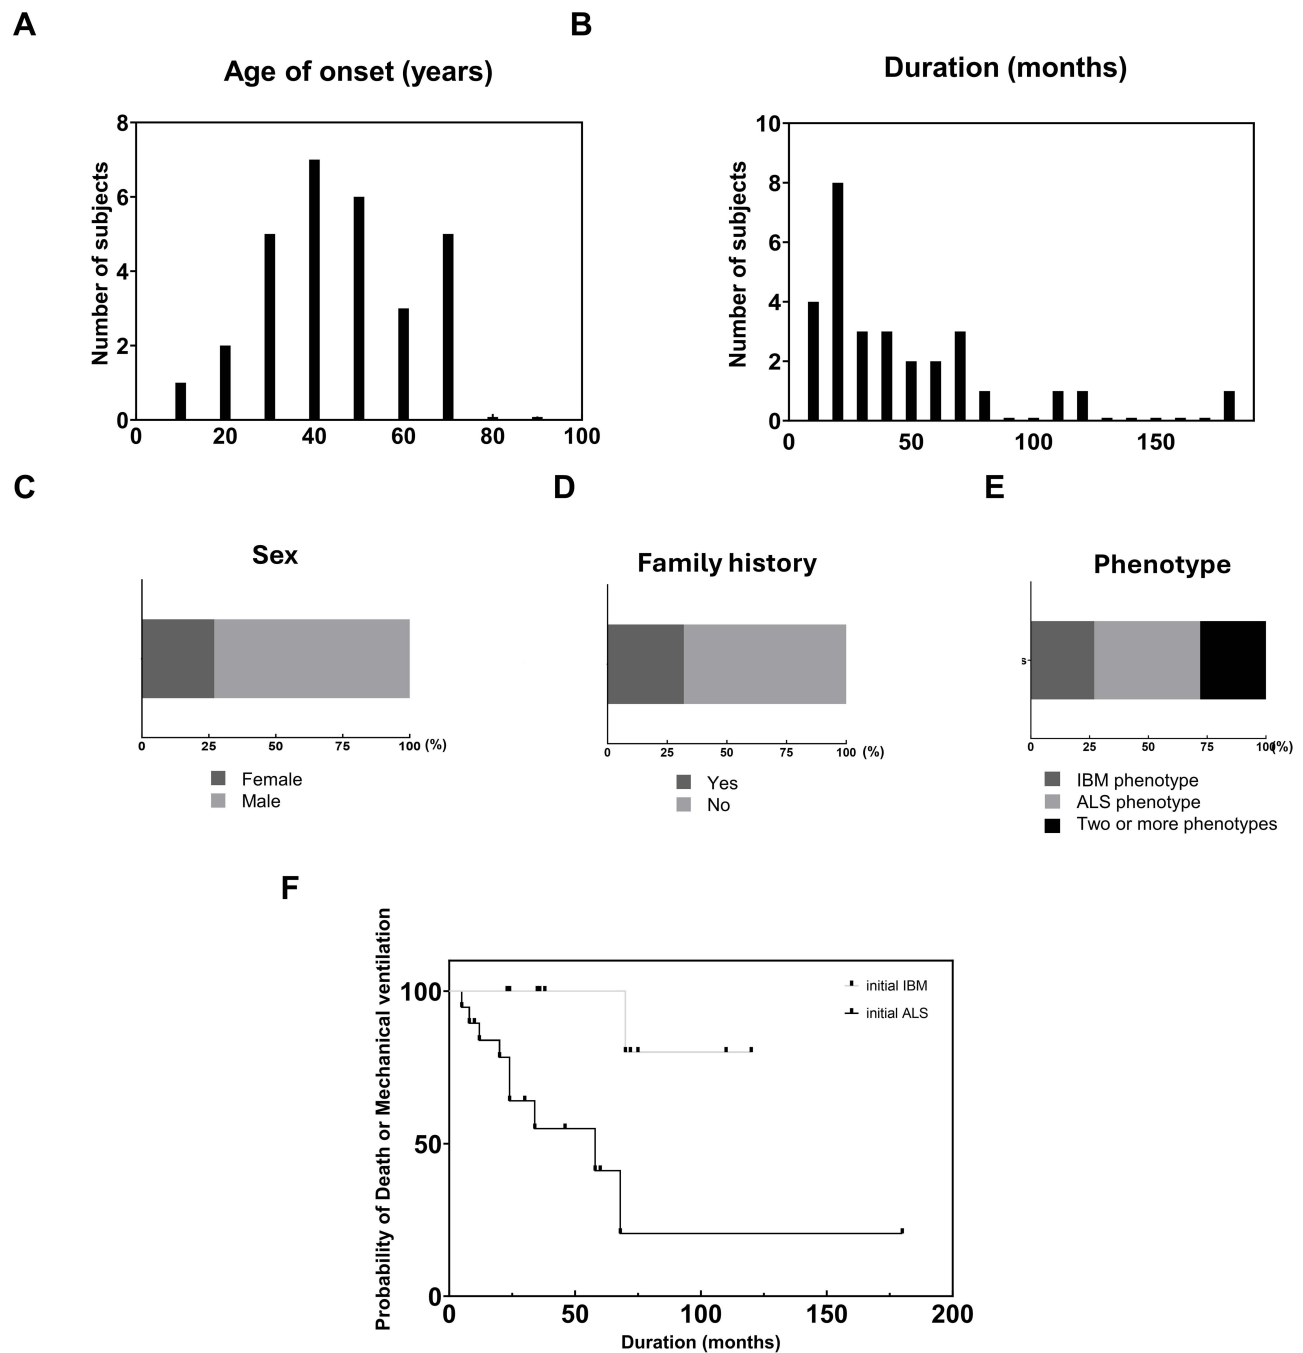 A
B
Age of onset (years)
Duration (months)
Number of subjects
8
6
4
2
0
0 20 40 60 80 100
Number of subjects
10
8
6
4
2
0
0 50 100 150
C
D
E
Sex
Family history
Phenotype
0 25 50 75 100 (%)
Female
Male
0 25 50 75 100 (%)
Yes
No
s
0 25 50 75 100(%)
IBM phenotype
ALS phenotype
Two or more phenotypes
F
Probability of Death or Mechanical ventilation
100
50
0
initial IBM
initial ALS
0 50 100 150 200
Duration (months)